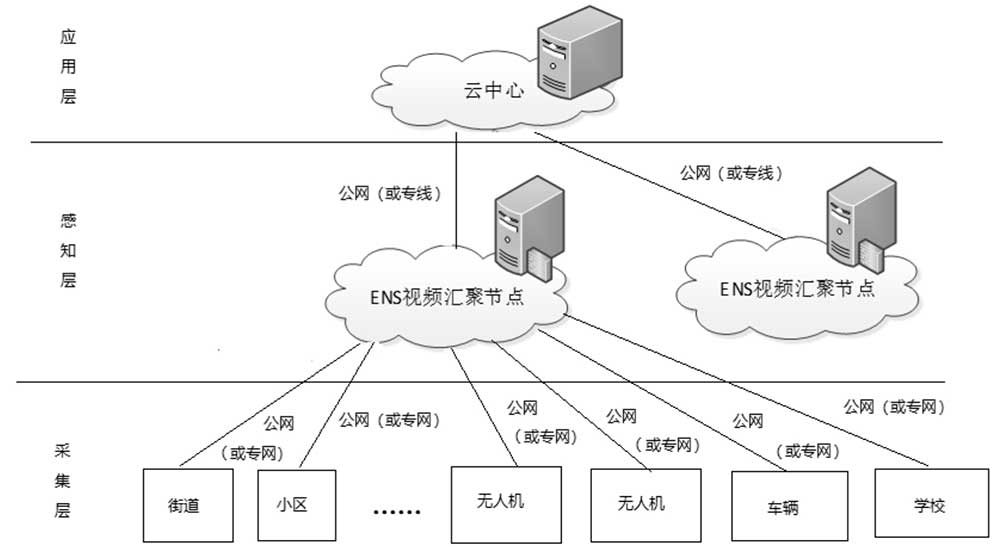 应用层
云中心
公网（或专线）
公网（或专线）
感知层
ENS视频汇聚节点
ENS视频汇聚节点
采集层
公网
（或专网）
公网（或专网）
公网
（或专网）
公网
（或专网）
公网
（或专网）
公网（或专网）
街道
小区
……
无人机
无人机
车辆
学校